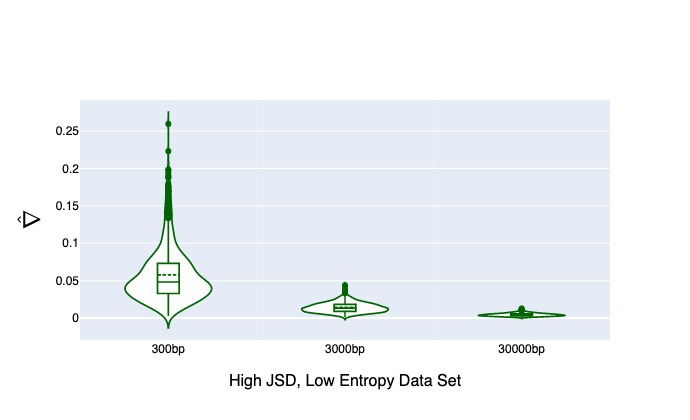 0.25
0.2
0.15
0.1
0.05
0
Δ̂
300bp
3000bp
30000bp
High JSD, Low Entropy Data Set